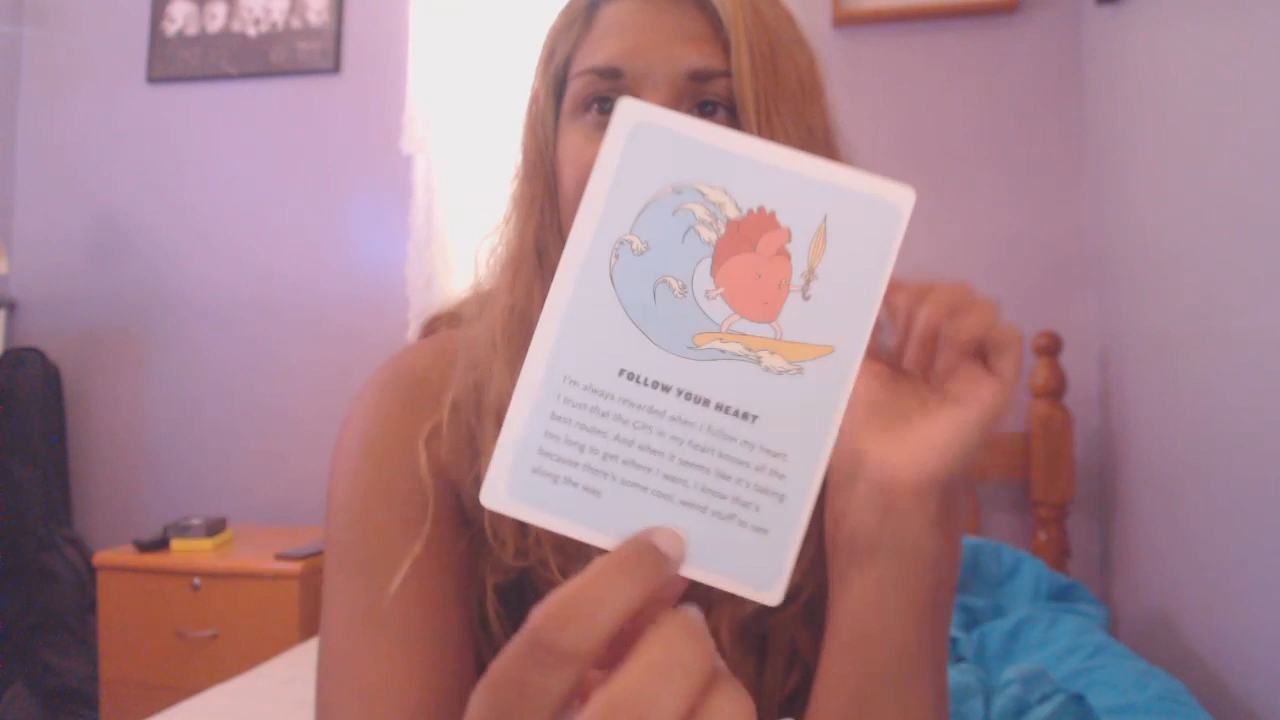 FOLLOW YOUR HEART
I'm always rewarded when I follow my heart.
I trust that the GPS in my heart knows all the
best routes. And when it seems like it's taking
too long to get where I want, I know that's
because there's some cool, weird stuff to see
along the way.